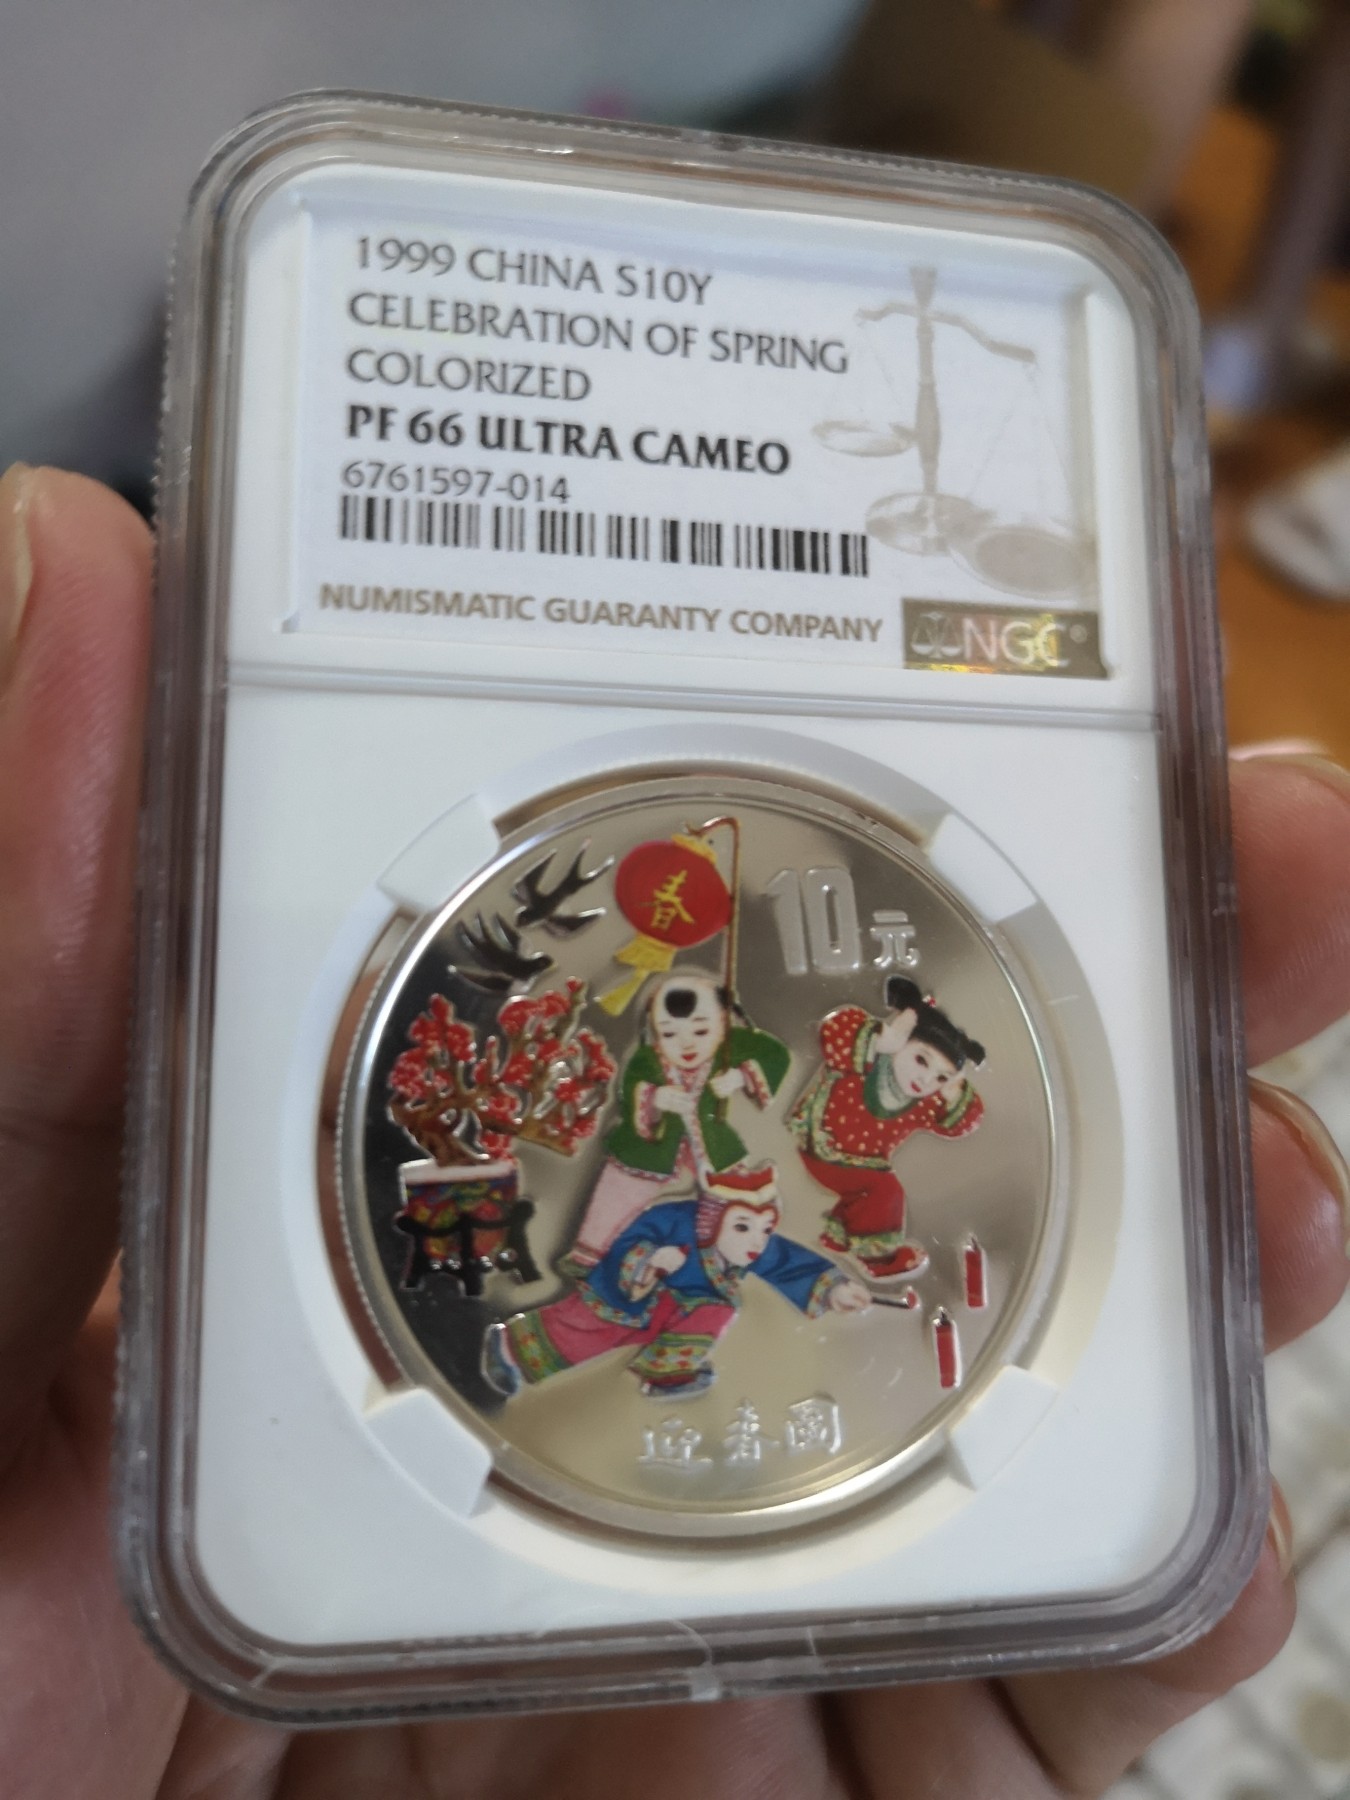 1999 CHINA S10Y
CELEBRATION OF SPRING
COLORIZED
PF 66 ULTRA CAMEO
6761597-014
NUMISMATIC GUARANTY COMPANY
NGC®
春
10元
迎春圖